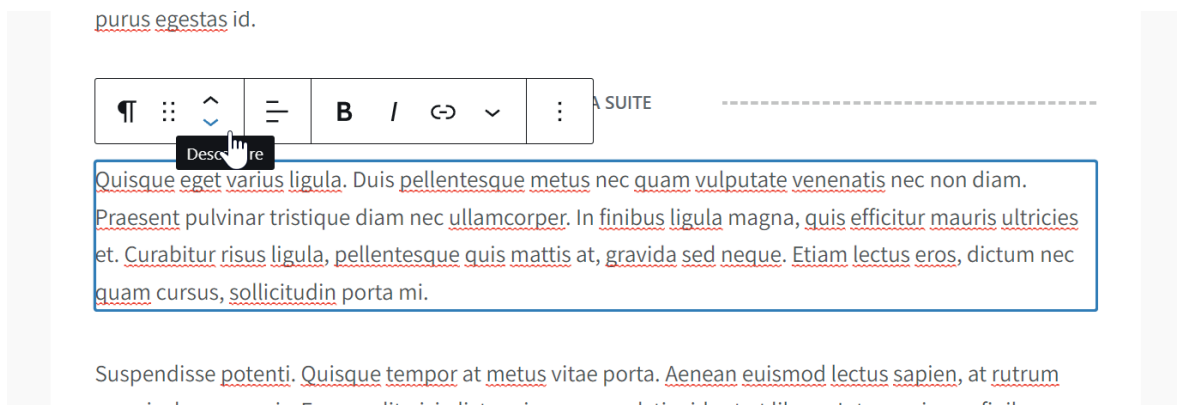 purus egestas id.
A SUITE
B I
Quisque eget varius ligula. Duis pellentesque metus nec quam vulputate venenatis nec non diam.
Praesent pulvinar tristique diam nec ullamcorper. In finibus ligula magna, quis efficitur mauris ultricies
et. Curabitur risus ligula, pellentesque quis mattis at, gravida sed neque. Etiam lectus eros, dictum nec
quam cursus, sollicitudin porta mi.
Suspendisse potenti. Quisque tempor at metus vitae porta. Aenean euismod lectus sapien, at rutrum